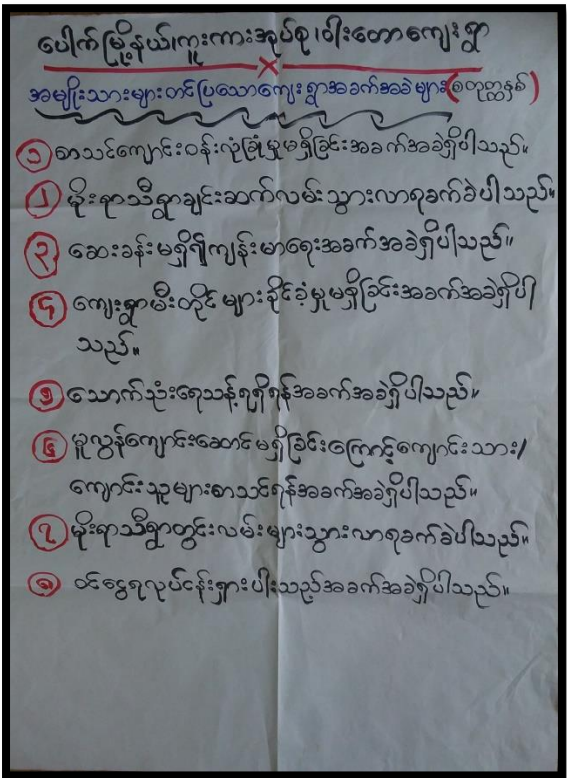 ပေါက်မြို့နယ်၊ကူးကားအုပ်စု၊ဝါးတောကျေးရွာ
အမျိုးသားများတင်ပြသောကျေးရွာအခက်အခဲများ(စတုတ္ထနှစ်)
၁ စာသင်ကျောင်းဝန်းလုံခြုံမှုမရှိခြင်းအခက်အခဲရှိပါသည်။
၂ မိုးရာသီရွာချင်းဆက်လမ်းသွားလာရခက်ခဲပါသည်။
၃ ဆေးခန်းမရှိ၍ကျန်းမာရေးအခက်အခဲရှိပါသည်။
၄ ကျေးရွာမီးတိုင်များခိုင်ခံ့မှုမရှိခြင်းအခက်အခဲရှိပါ
သည်။
၅ သောက်သုံးရေသန့်ရရှိရန်အခက်အခဲရှိပါသည်။
၆ မူလွန်ကျောင်းဆောင်မရှိခြင်းကြောင့်ကျောင်းသား/
ကျောင်းသူများစာသင်ရန်အခက်အခဲရှိပါသည်။
၇ မိုးရာသီရွာတွင်းလမ်းများသွားလာရခက်ခဲပါသည်။
၈ ဝင်ငွေရလုပ်ငန်းရှားပါးသည့်အခက်အခဲရှိပါသည်။